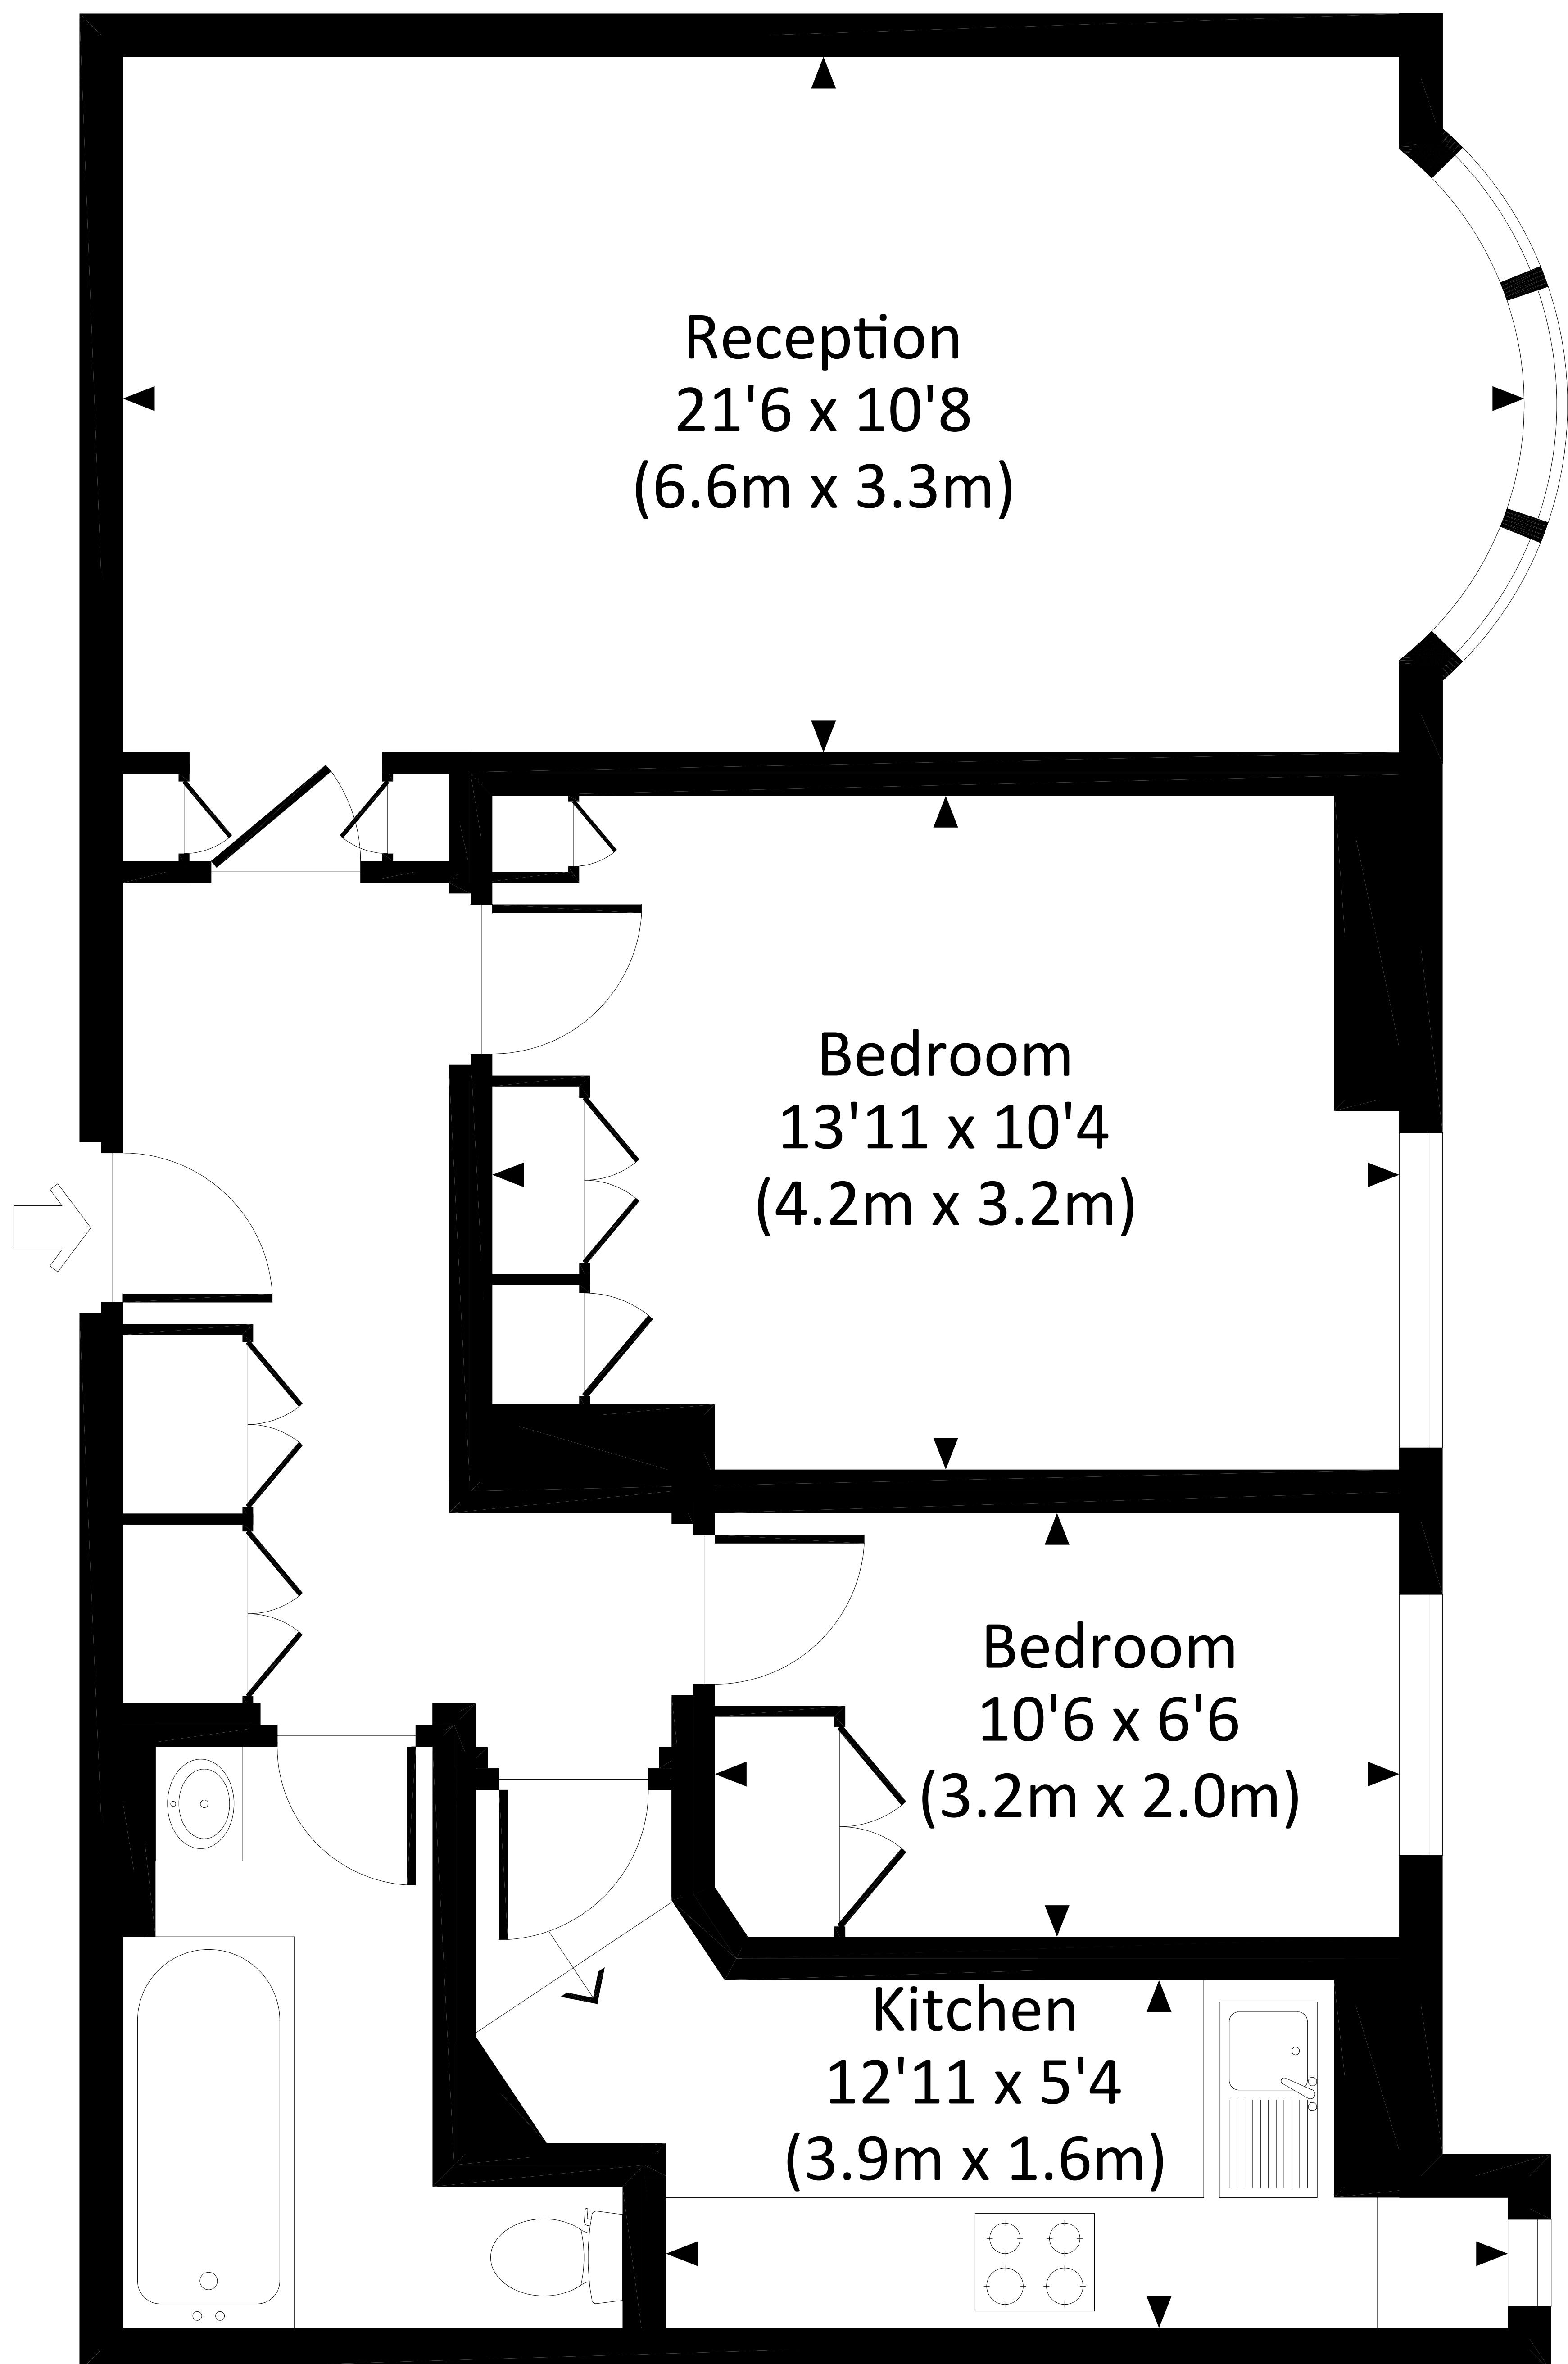 Reception
21'6 x 10'8
(6.6m x 3.3m)
Bedroom
13'11 x 10'4
(4.2m x 3.2m)
Bedroom
10'6 x 6'6
(3.2m x 2.0m)
Kitchen
12'11 x 5'4
(3.9m x 1.6m)